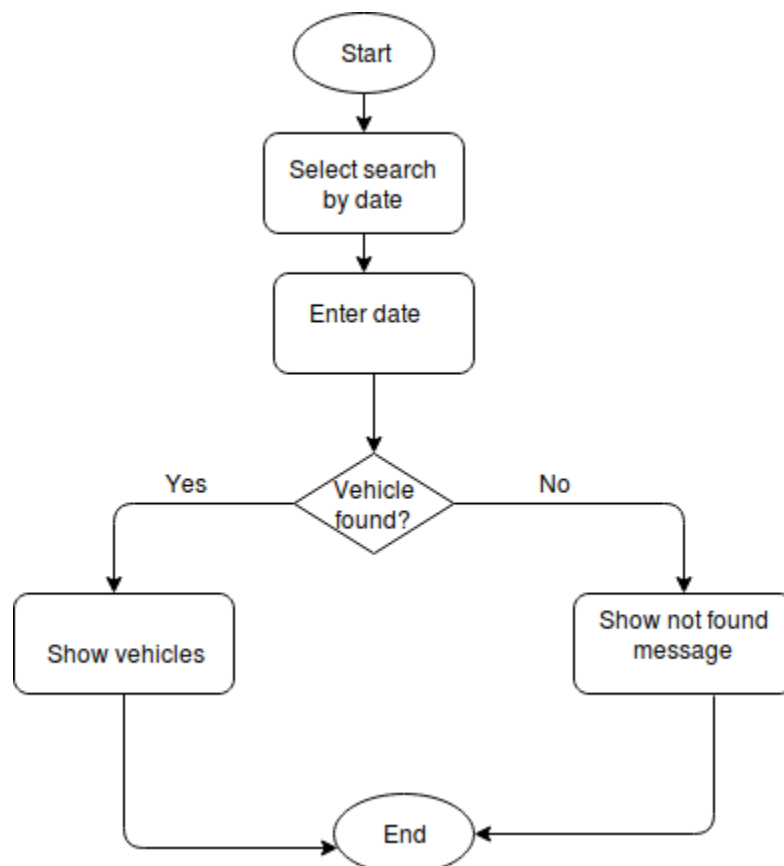 Start
Select search
by date
Enter date
Yes
Vehicle
found?
No
Show vehicles
Show not found
message
End